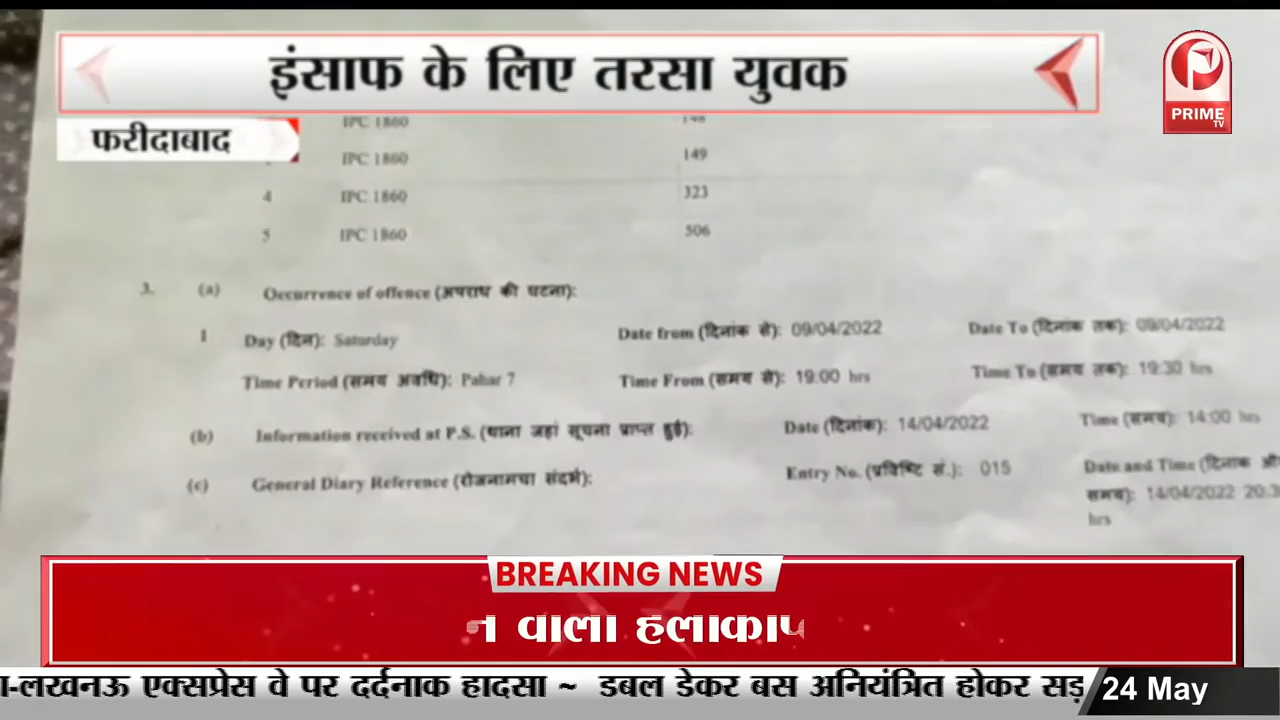 इंसाफ के लिए तरसा युवक
PRIME
TV
फरीदाबाद
IPC 1860 148
IPC 1860 149
4 IPC 1860 323
5 IPC 1860 506
3. (a) Occurrence of offence (अपराध की घटना):
1 Day (दिन): Saturday Date from (दिनांक से): 09/04/2022 Date To (दिनांक तक): 09/04/2022
Time Period (समय अवधि): Pahar 7 Time From (समय से): 19:00 hrs Time To (समय तक): 19:30 hrs
(b) Information received at P.S. (थाना जहां सूचना प्राप्त हुई): Date (दिनांक): 14/04/2022 Time (समय): 14:00 hrs
(c) General Diary Reference (रोजनामचा संदर्भ): Entry No. (प्रविष्टि सं.): 015 Date and Time (दिनांक
समय): 14/04/2022
hrs
BREAKING NEWS
वाला
लखनऊ एक्सप्रेस वे पर दर्दनाक हादसा ~ डबल डेकर बस अनियंत्रित होकर
24 May